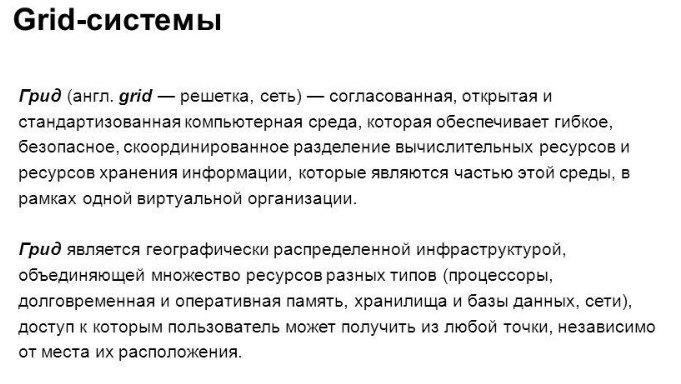 Grid-системы
Грид (англ. grid — решетка, сеть) — согласованная, открытая и
стандартизованная компьютерная среда, которая обеспечивает гибкое,
безопасное, скоординированное разделение вычислительных ресурсов и
ресурсов хранения информации, которые являются частью этой среды, в
рамках одной виртуальной организации.
Грид является географически распределенной инфраструктурой,
объединяющей множество ресурсов разных типов (процессоры,
долговременная и оперативная память, хранилища и базы данных, сети),
доступ к которым пользователь может получить из любой точки, независимо
от места их расположения.